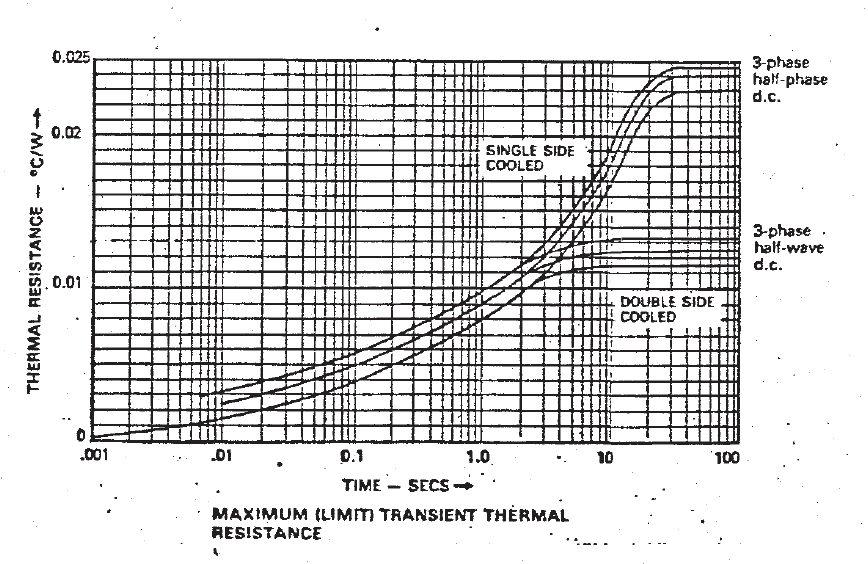 0.025
0.02
0.01
0
THERMAL RESISTANCE – °C/W →
3-phase
half-phase
d.c.
SINGLE SIDE
COOLED
3-phase
half-wave
d.c.
DOUBLE SIDE
COOLED
.001 .01 0.1 1.0 10 100
TIME – SECS →
MAXIMUM (LIMIT) TRANSIENT THERMAL
RESISTANCE